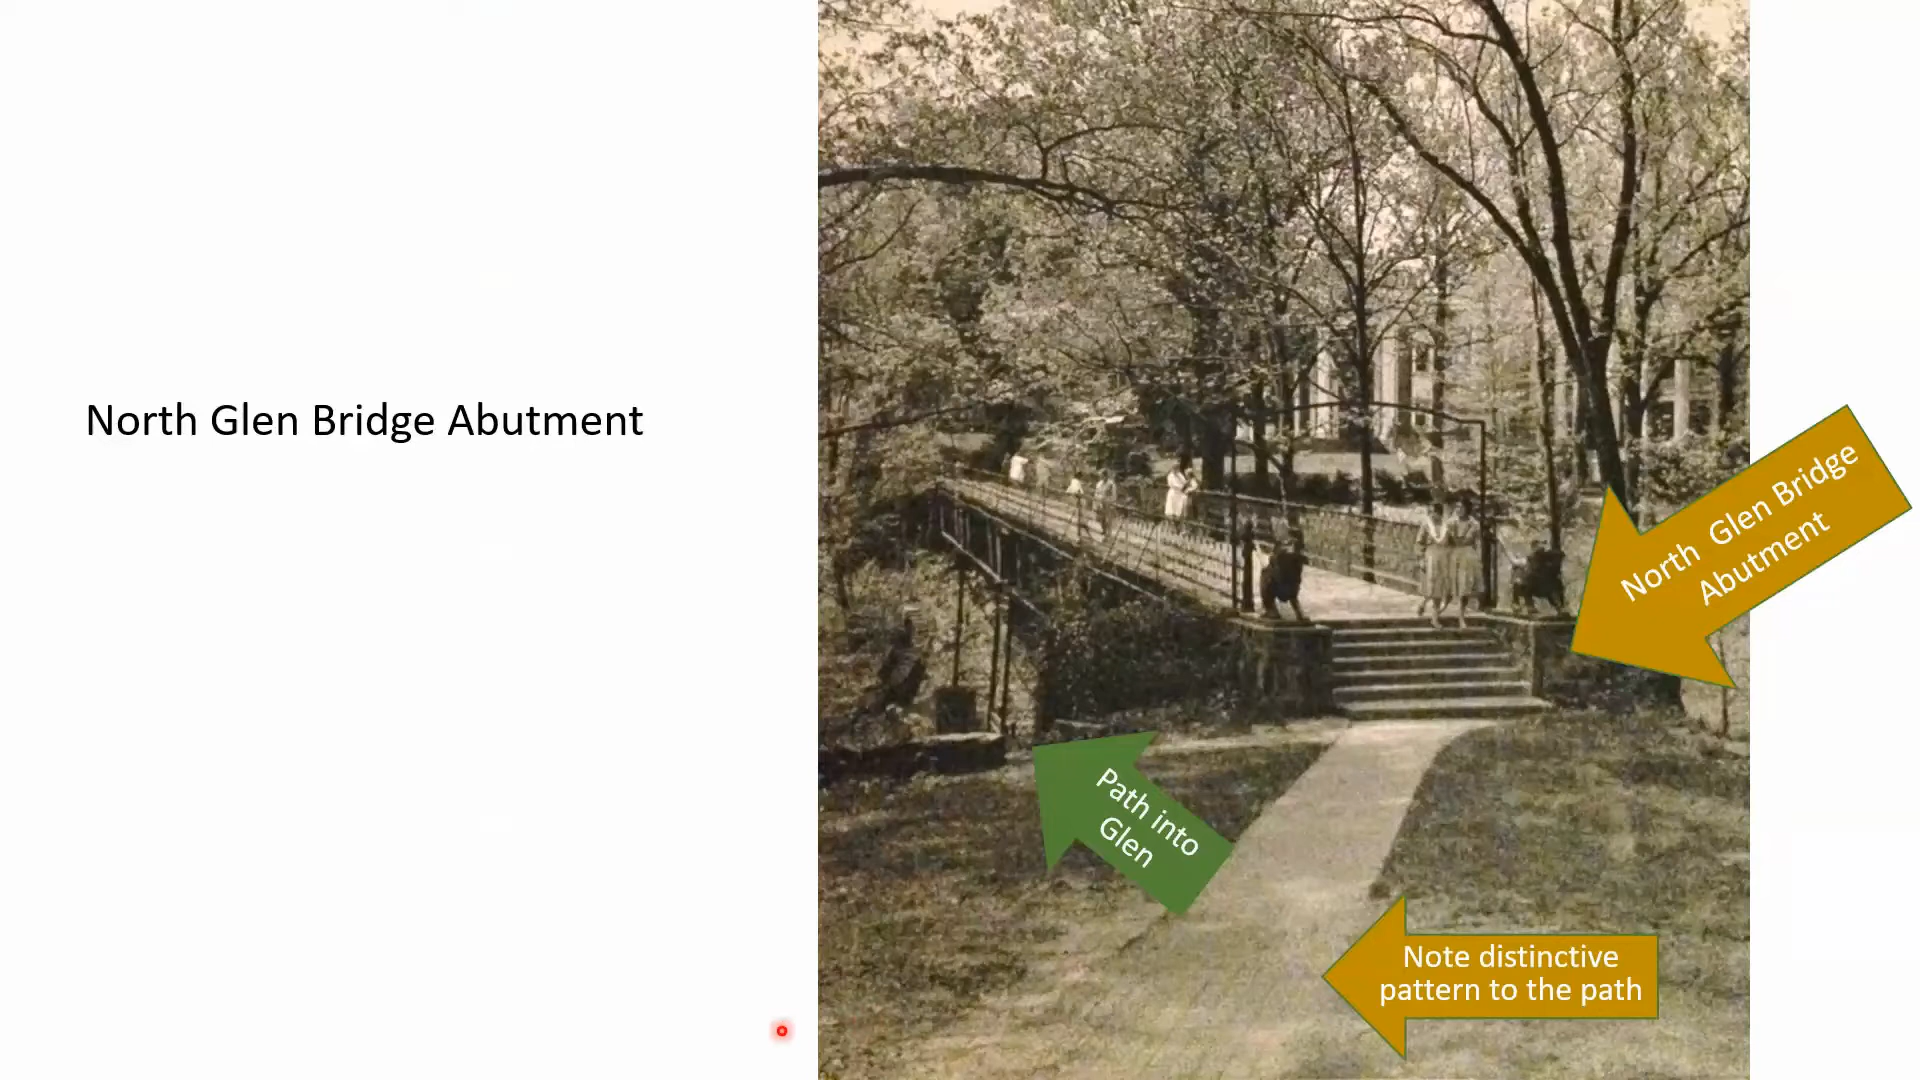 North Glen Bridge Abutment
North Glen Bridge
Abutment
Path into
Glen
Note distinctive
pattern to the path